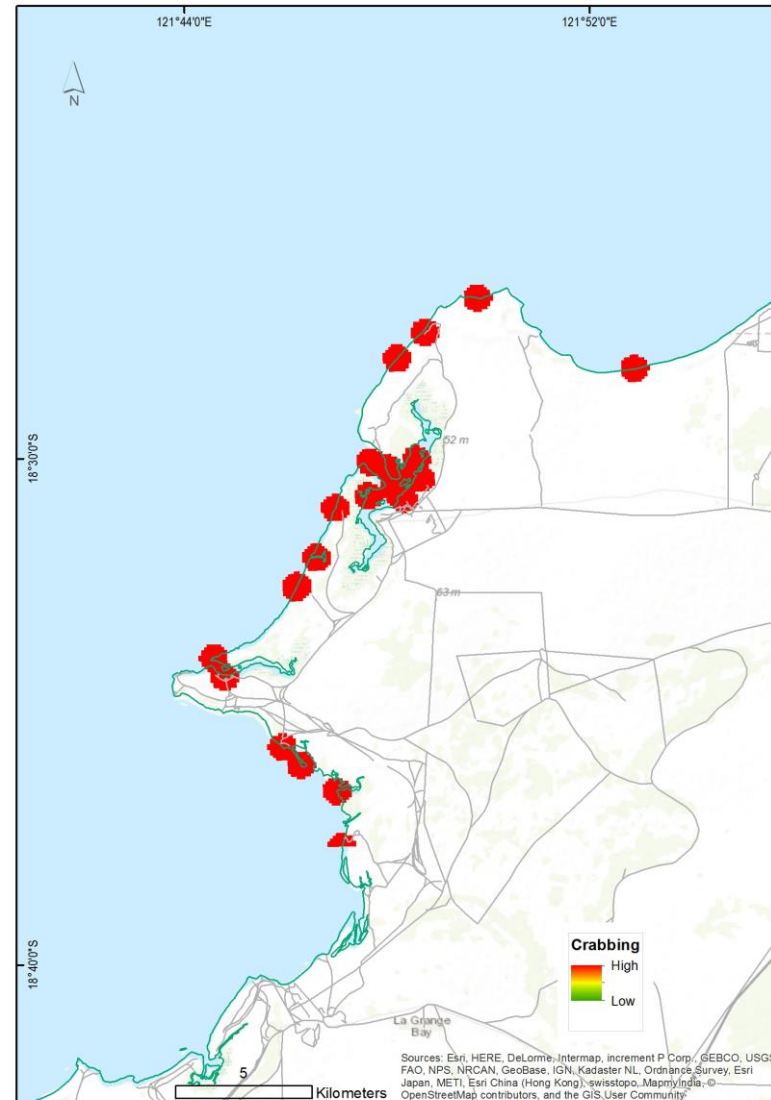 121°44'0"E
121°52'0"E
N
18°30'0"S
52 m
63 m
18°40'0"S
Crabbing
High
Low
La Grange
Bay
5
Kilometers
Sources: Esri, HERE, DeLorme, Intermap, increment P Corp., GEBCO, USGS
FAO, NPS, NRCAN, GeoBase, IGN, Kadaster NL, Ordnance Survey, Esri
Japan, METI, Esri China (Hong Kong), swisstopo, MapmyIndia, ©
OpenStreetMap contributors, and the GIS User Community